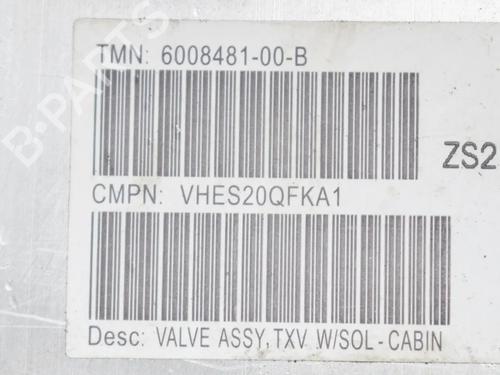 TMN: 6008481-00-B
ZS2
CMPN: VHES20QFKA1
Desc: VALVE ASSY, TXV W/SOL-CABIN
B-PARTS